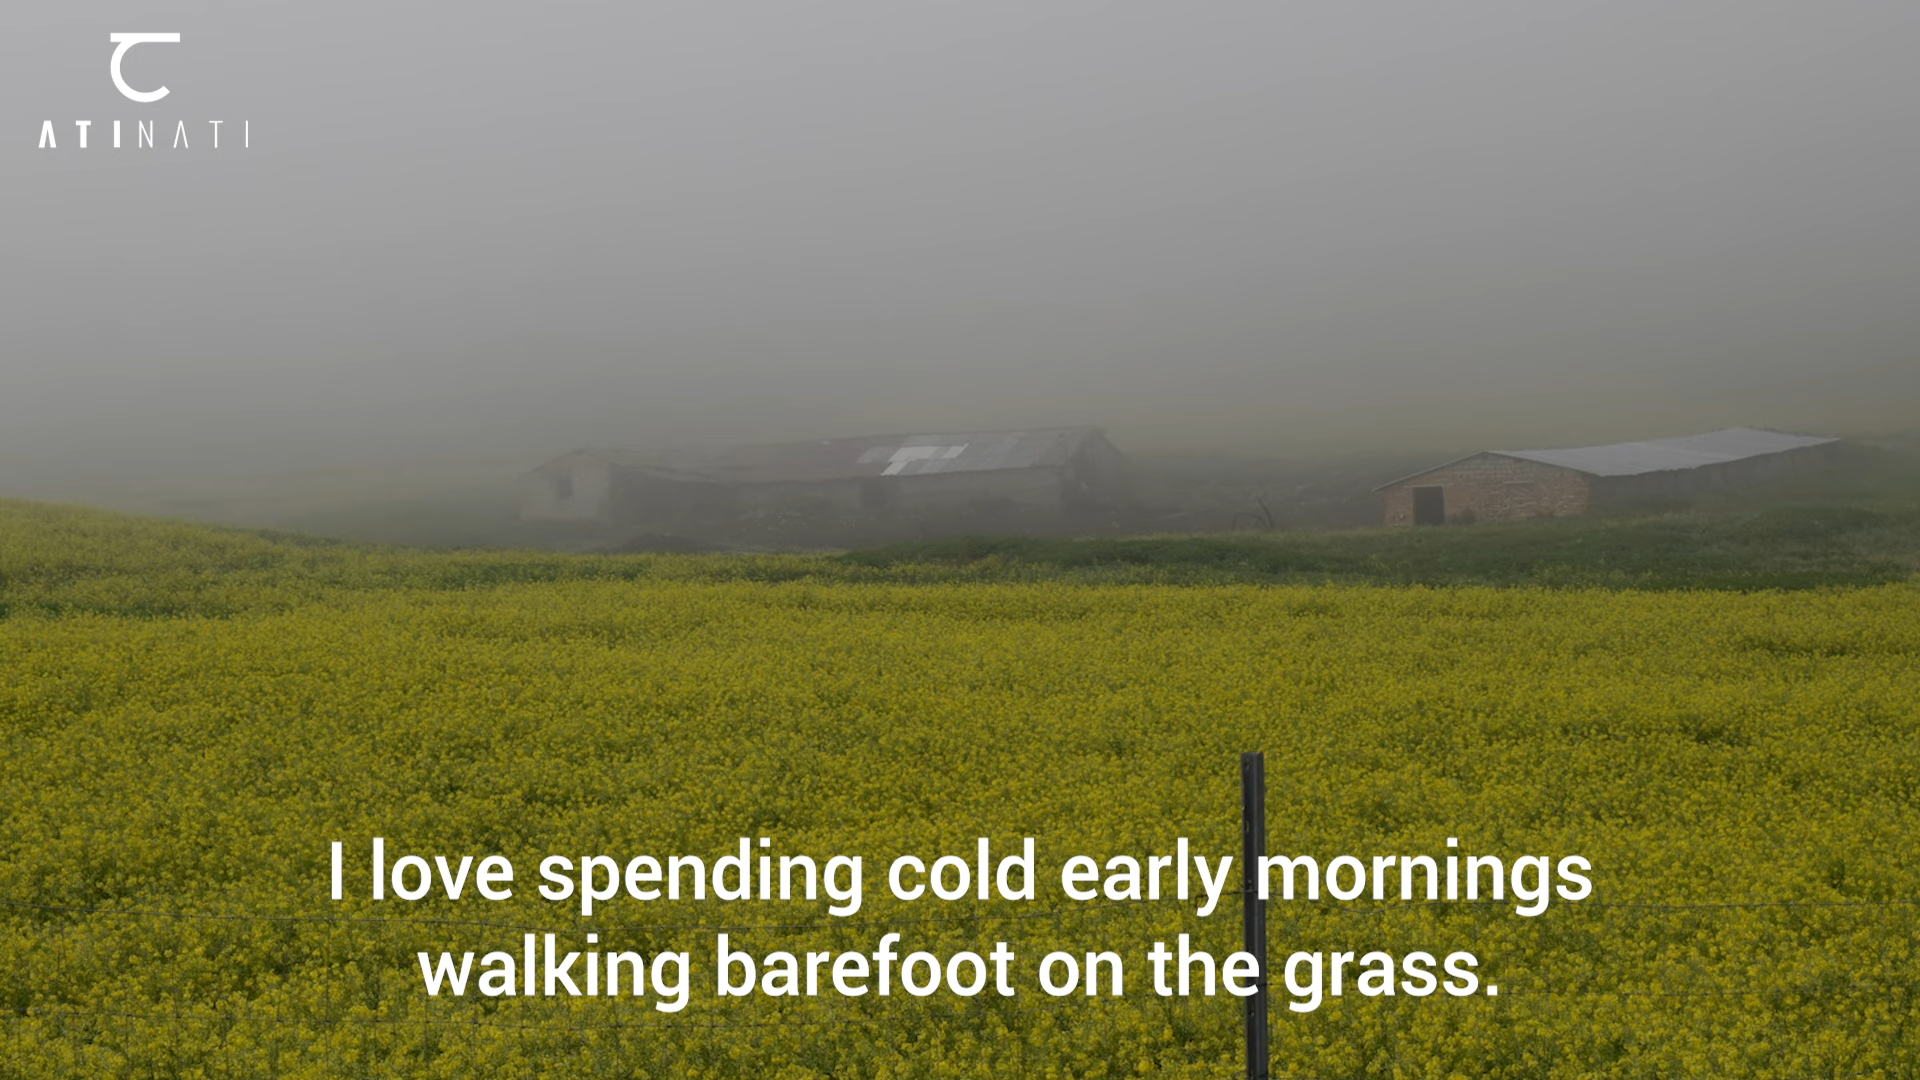 ATINATI
I love spending cold early mornings
walking barefoot on the grass.